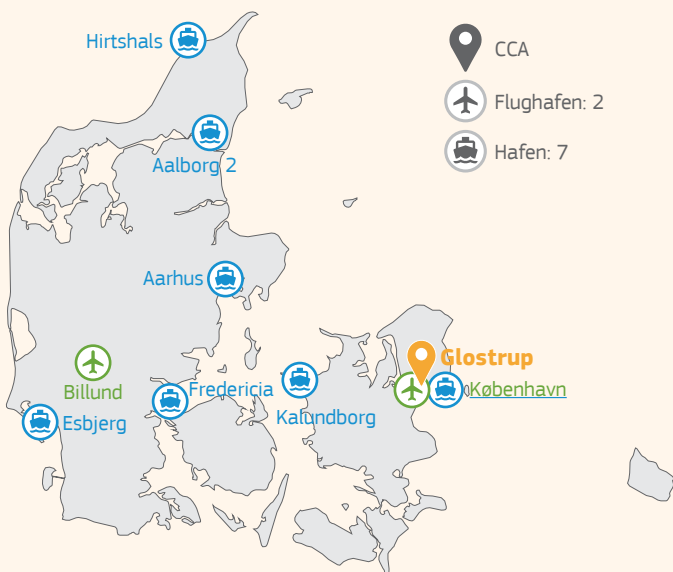 Hirtshals
CCA
Flughafen: 2
Hafen: 7
Aalborg 2
Aarhus
Glostrup
Billund
Fredericia
København
Kalundborg
Esbjerg